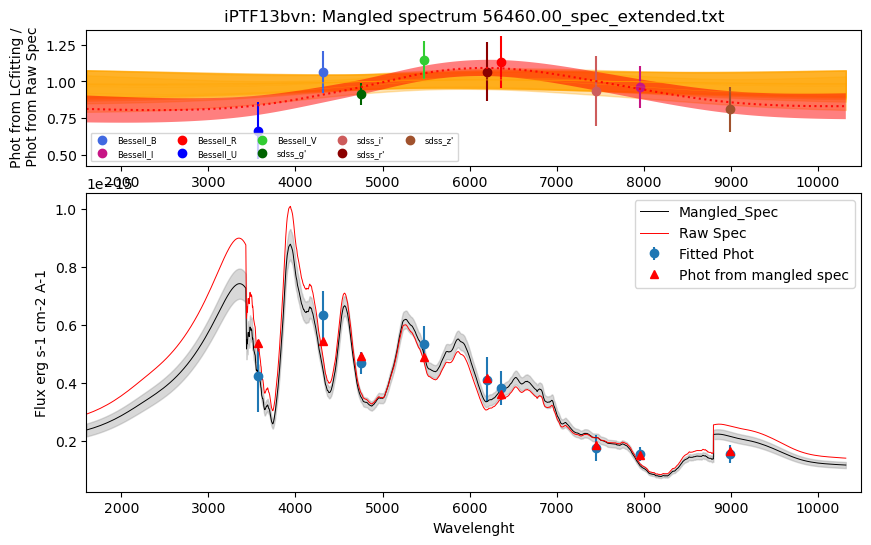 iPTF13bvn: Mangled spectrum 56460.00_spec_extended.txt
Phot from LCfitting /
Phot from Raw Spec
1.25
1.00
0.75
0.50
Bessell_B
Bessell_I
Bessell_R
Bessell_U
Bessell_V
sdss_g'
sdss_i'
sdss_r'
sdss_z'
2000 3000 4000 5000 6000 7000 8000 9000 10000
1e−15
Flux erg s-1 cm-2 A-1
1.0
0.8
0.6
0.4
0.2
Mangled_Spec
Raw Spec
Fitted Phot
Phot from mangled spec
2000 3000 4000 5000 6000 7000 8000 9000 10000
Wavelenght